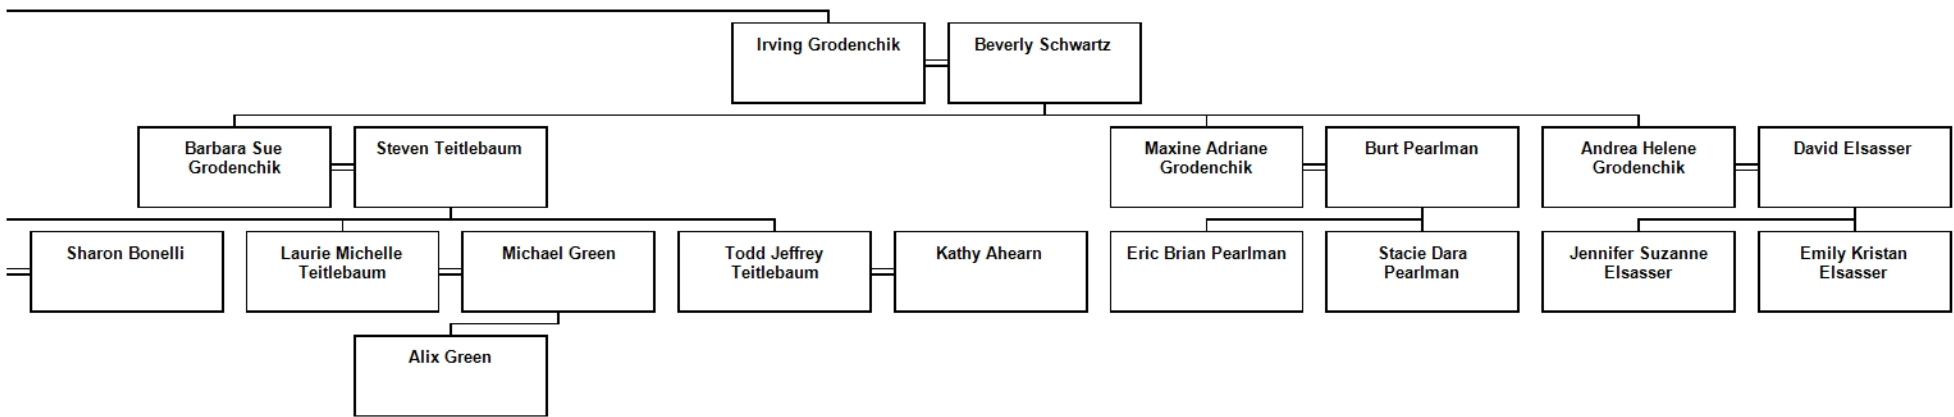 Irving Grodenchik
Beverly Schwartz
Barbara Sue
Grodenchik
Steven Teitlebaum
Maxine Adriane
Grodenchik
Burt Pearlman
Andrea Helene
Grodenchik
David Elsasser
Sharon Bonelli
Laurie Michelle
Teitlebaum
Michael Green
Todd Jeffrey
Teitlebaum
Kathy Ahearn
Eric Brian Pearlman
Stacie Dara
Pearlman
Jennifer Suzanne
Elsasser
Emily Kristan
Elsasser
Alix Green